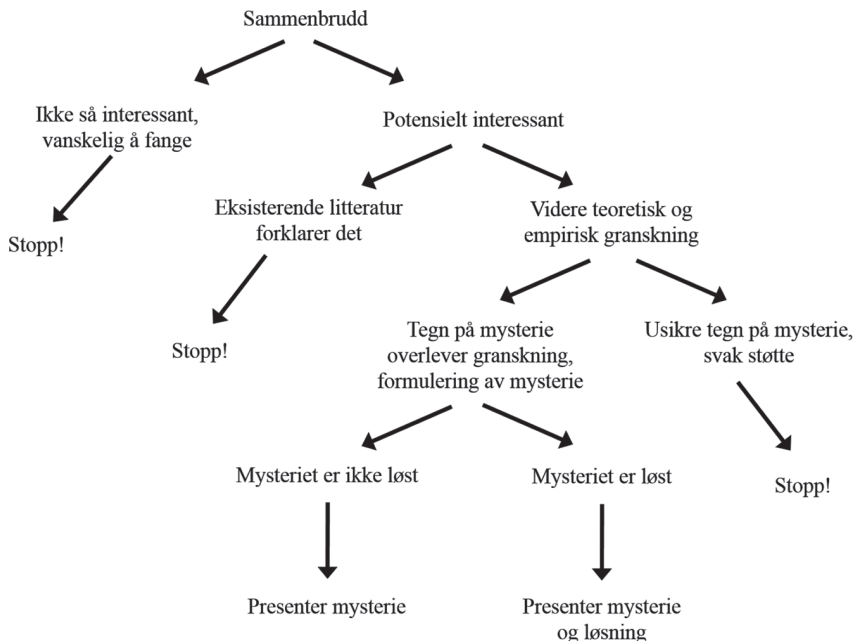 Sammenbrudd
Ikke så interessant,
vanskelig å fange
Potensielt interessant
Stopp!
Eksisterende litteratur
forklarer det
Videre teoretisk og
empirisk granskning
Stopp!
Tegn på mysterie
overlever granskning,
formulering av mysterie
Usikre tegn på mysterie,
svak støtte
Mysteriet er ikke løst
Mysteriet er løst
Stopp!
Presenter mysterie
Presenter mysterie
og løsning